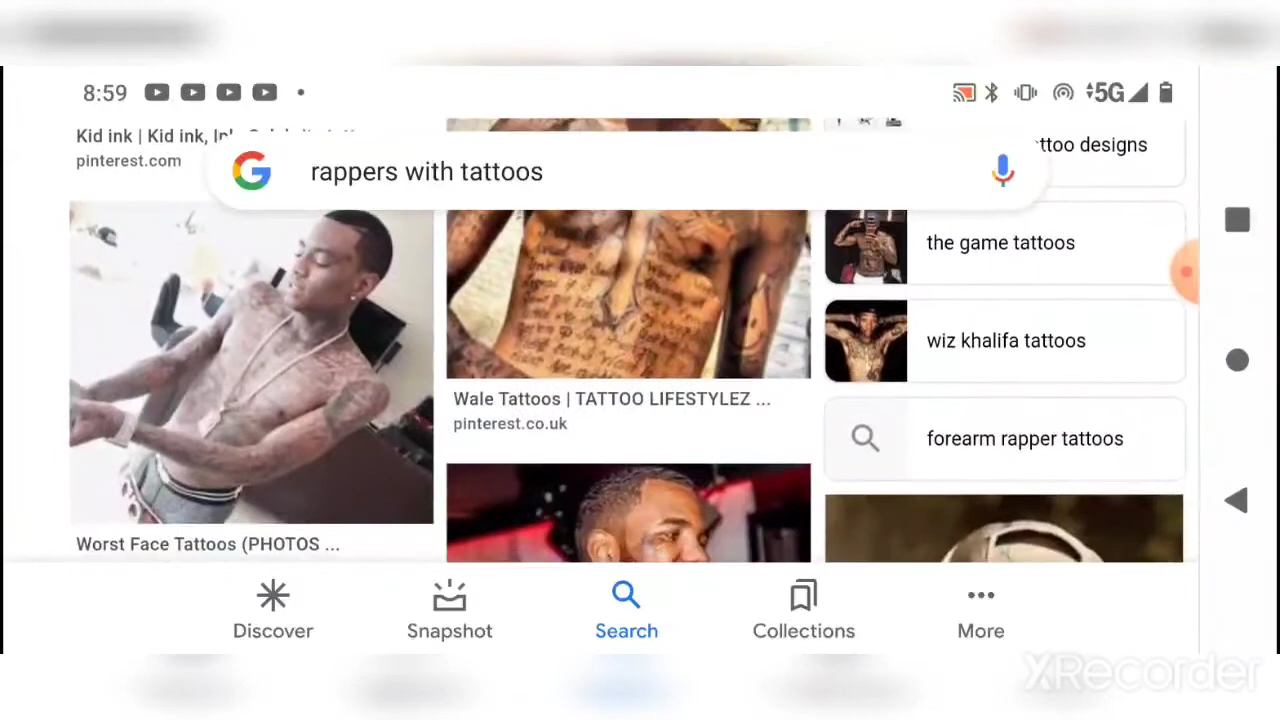 8:59
5G
Kid ink | Kid ink,
pinterest.com
rappers with tattoos
ttoo designs
the game tattoos
wiz khalifa tattoos
Wale Tattoos | TATTOO LIFESTYLEZ ...
pinterest.co.uk
forearm rapper tattoos
Worst Face Tattoos (PHOTOS ...
Discover
Snapshot
Search
Collections
More
XRecorder